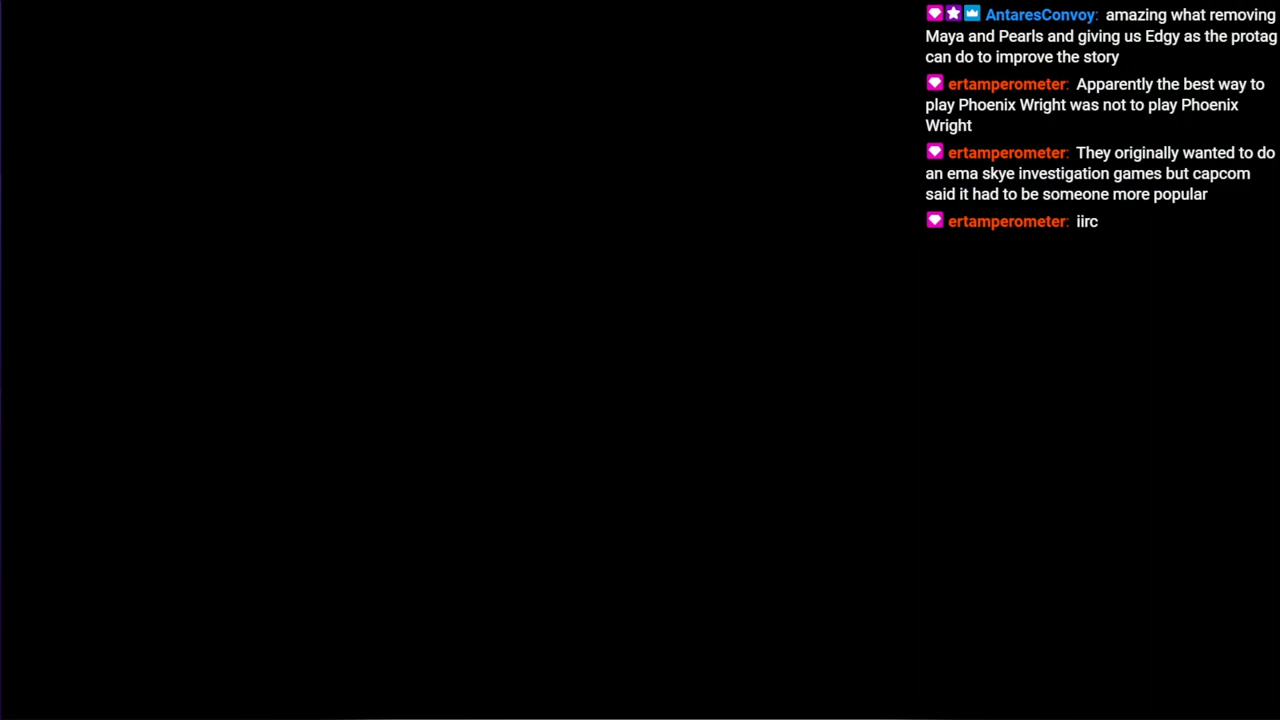 AntaresConvoy: amazing what removing
Maya and Pearls and giving us Edgy as the protag
can do to improve the story
ertamperometer: Apparently the best way to
play Phoenix Wright was not to play Phoenix
Wright
ertamperometer: They originally wanted to do
an ema skye investigation games but capcom
said it had to be someone more popular
ertamperometer: iirc